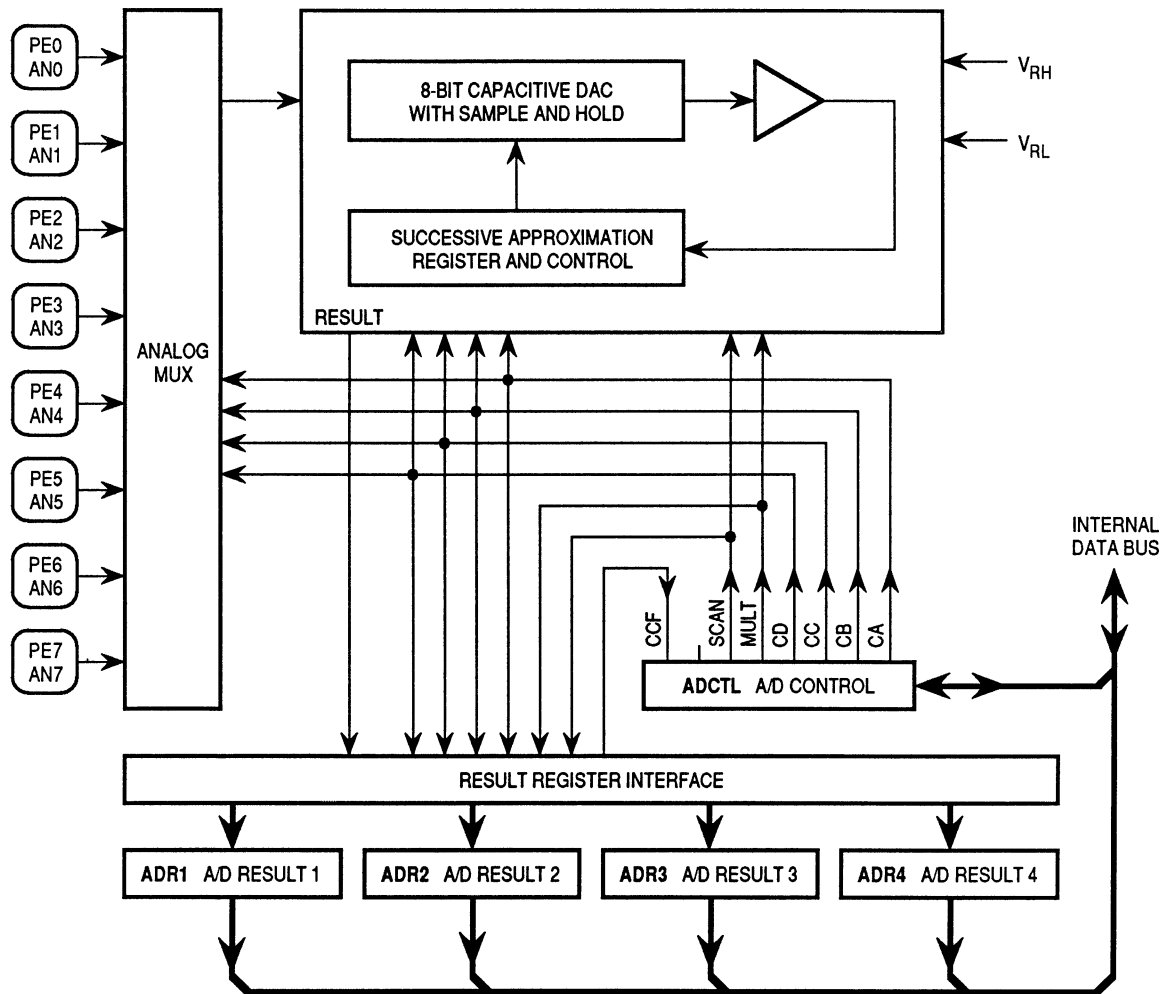 PE0
AN0
PE1
AN1
PE2
AN2
PE3
AN3
PE4
AN4
PE5
AN5
PE6
AN6
PE7
AN7
ANALOG
MUX
8-BIT CAPACITIVE DAC
WITH SAMPLE AND HOLD
SUCCESSIVE APPROXIMATION
REGISTER AND CONTROL
RESULT
VRH
VRL
INTERNAL
DATA BUS
CCF
SCAN
MULT
CD
CC
CB
CA
ADCTL A/D CONTROL
RESULT REGISTER INTERFACE
ADR1 A/D RESULT 1
ADR2 A/D RESULT 2
ADR3 A/D RESULT 3
ADR4 A/D RESULT 4